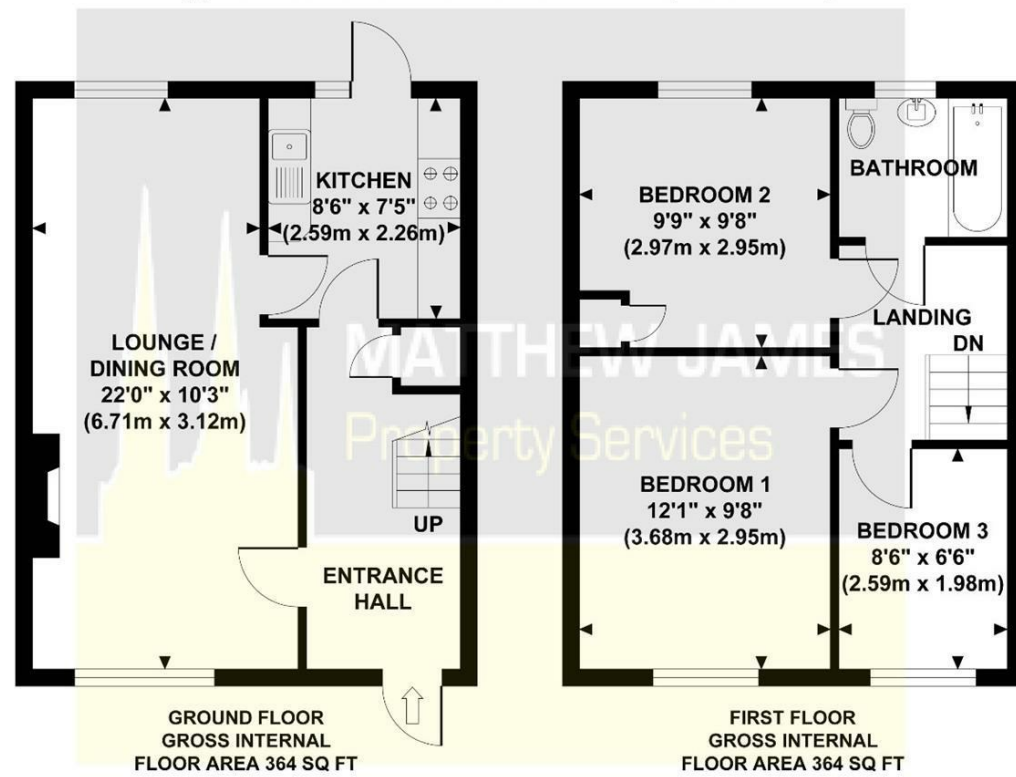 KITCHEN
8'6" x 7'5"
(2.59m x 2.26m)
LOUNGE /
DINING ROOM
22'0" x 10'3"
(6.71m x 3.12m)
UP
ENTRANCE
HALL
GROUND FLOOR
GROSS INTERNAL
FLOOR AREA 364 SQ FT
BEDROOM 2
9'9" x 9'8"
(2.97m x 2.95m)
BATHROOM
LANDING
DN
BEDROOM 1
12'1" x 9'8"
(3.68m x 2.95m)
BEDROOM 3
8'6" x 6'6"
(2.59m x 1.98m)
FIRST FLOOR
GROSS INTERNAL
FLOOR AREA 364 SQ FT
MATTHEW JAMES
Property Services